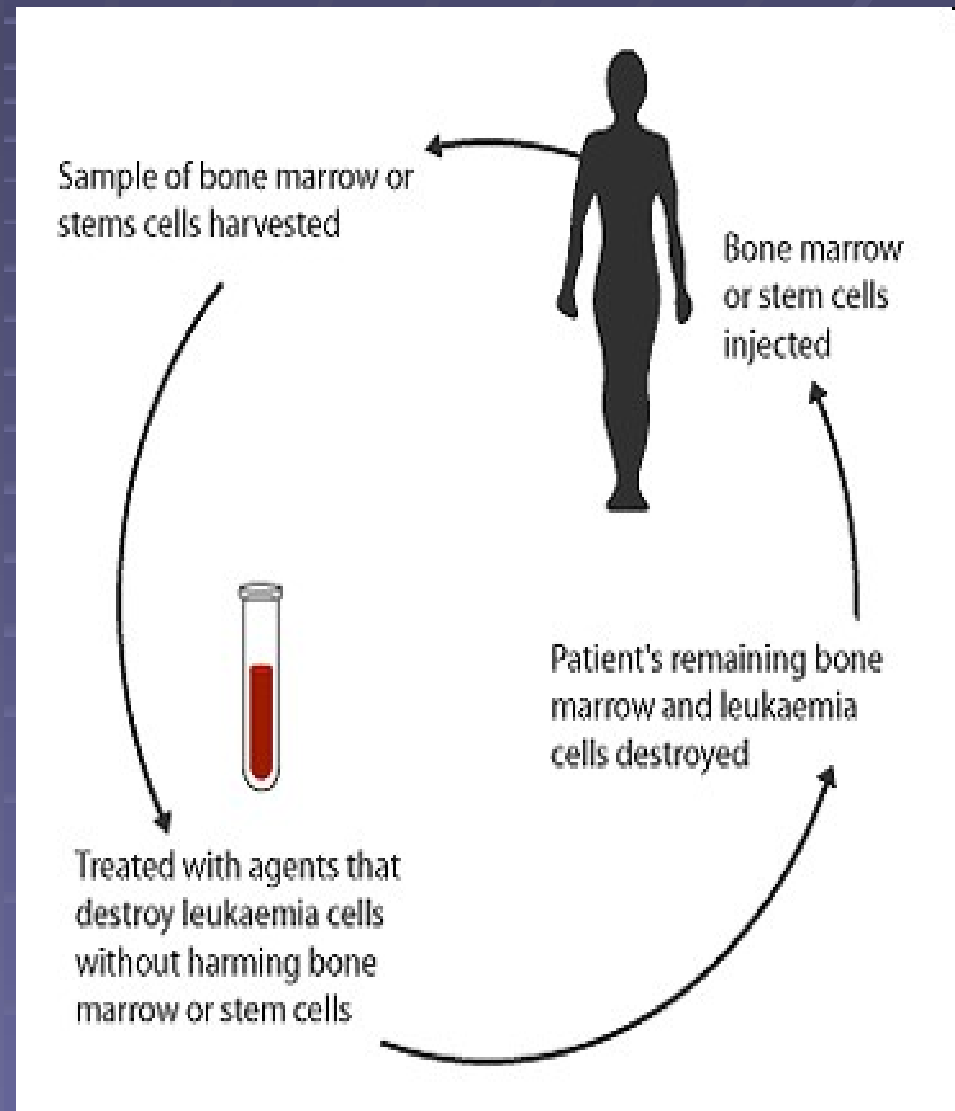 Sample of bone marrow or
stems cells harvested
Bone marrow
or stem cells
injected
Patient's remaining bone
marrow and leukaemia
cells destroyed
Treated with agents that
destroy leukaemia cells
without harming bone
marrow or stem cells